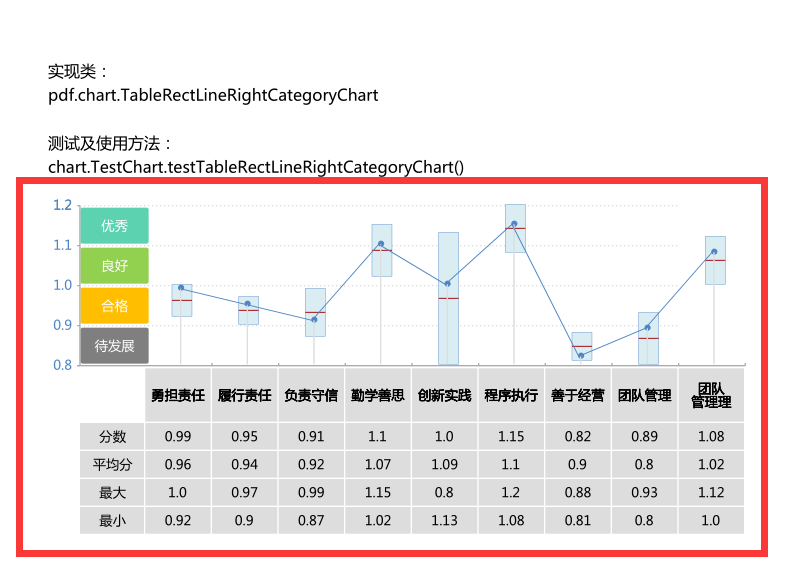 实现类：
pdf.chart.TableRectLineRightCategoryChart
测试及使用方法：
chart.TestChart.testTableRectLineRightCategoryChart()
1.2
优秀
1.1
良好
1.0
合格
0.9
待发展
0.8
勇担责任 履行责任 负责守信 勤学善思 创新实践 程序执行 善于经营 团队管理 团队
管理理
分数 0.99 0.95 0.91 1.1 1.0 1.15 0.82 0.89 1.08
平均分 0.96 0.94 0.92 1.07 1.09 1.1 0.9 0.8 1.02
最大 1.0 0.97 0.99 1.15 0.8 1.2 0.88 0.93 1.12
最小 0.92 0.9 0.87 1.02 1.13 1.08 0.81 0.8 1.0